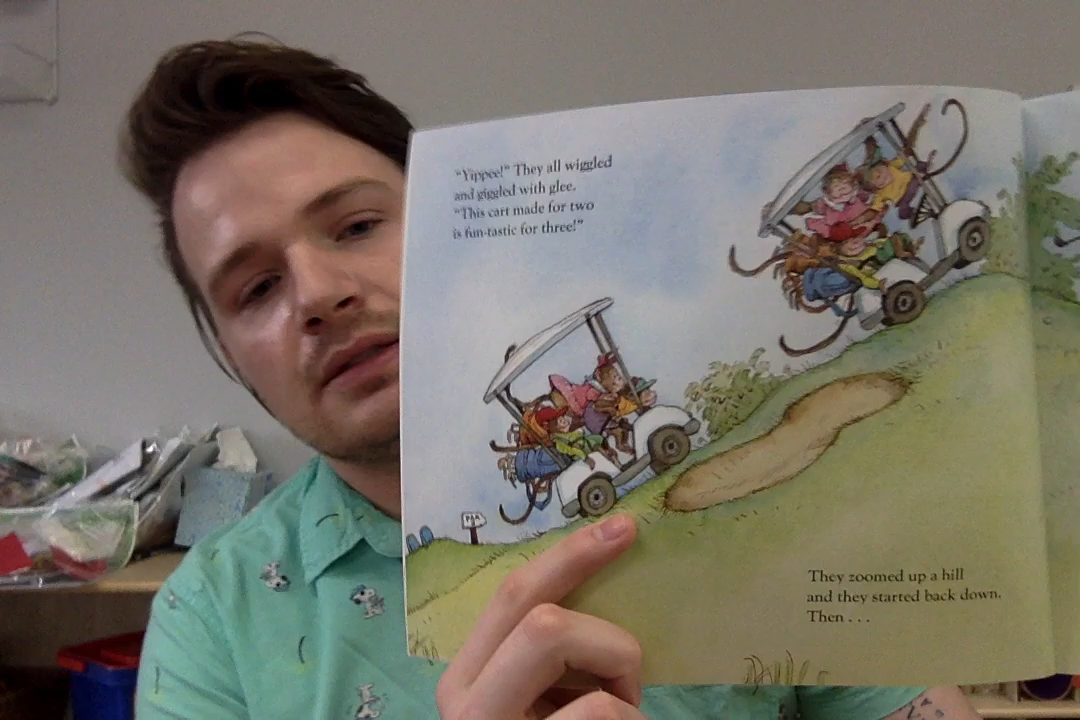 "Yippee!" They all wiggled
and giggled with glee.
"This cart made for two
is fun-tastic for three!"
PAR
They zoomed up a hill
and they started back down.
Then . . .